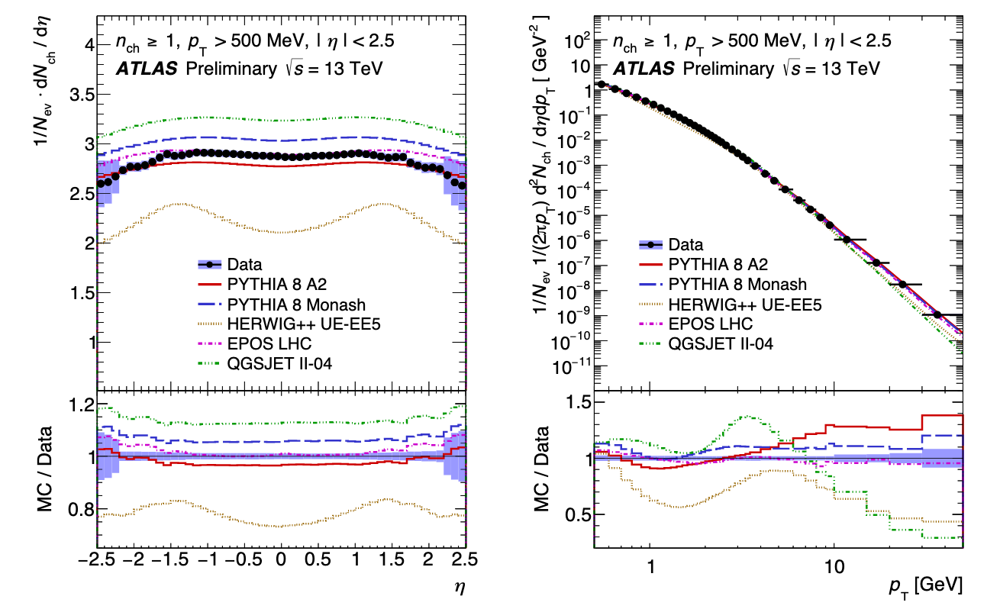 1/N_ev · dN_ch / dη
4
3.5
3
2.5
2
1.5
1
n_ch ≥ 1, p_T > 500 MeV, | η | < 2.5
ATLAS Preliminary √s = 13 TeV
Data
PYTHIA 8 A2
PYTHIA 8 Monash
HERWIG++ UE-EE5
EPOS LHC
QGSJET II-04
MC / Data
1.2
1
0.8
−2.5 −2 −1.5 −1 −0.5 0 0.5 1 1.5 2 2.5
η
1/N_ev 1/(2πp_T) d²N_ch / dηdp_T [ GeV⁻² ]
10²
10
1
10⁻¹
10⁻²
10⁻³
10⁻⁴
10⁻⁵
10⁻⁶
10⁻⁷
10⁻⁸
10⁻⁹
10⁻¹⁰
10⁻¹¹
n_ch ≥ 1, p_T > 500 MeV, | η | < 2.5
ATLAS Preliminary √s = 13 TeV
Data
PYTHIA 8 A2
PYTHIA 8 Monash
HERWIG++ UE-EE5
EPOS LHC
QGSJET II-04
MC / Data
1.5
1
0.5
1 10
p_T [GeV]